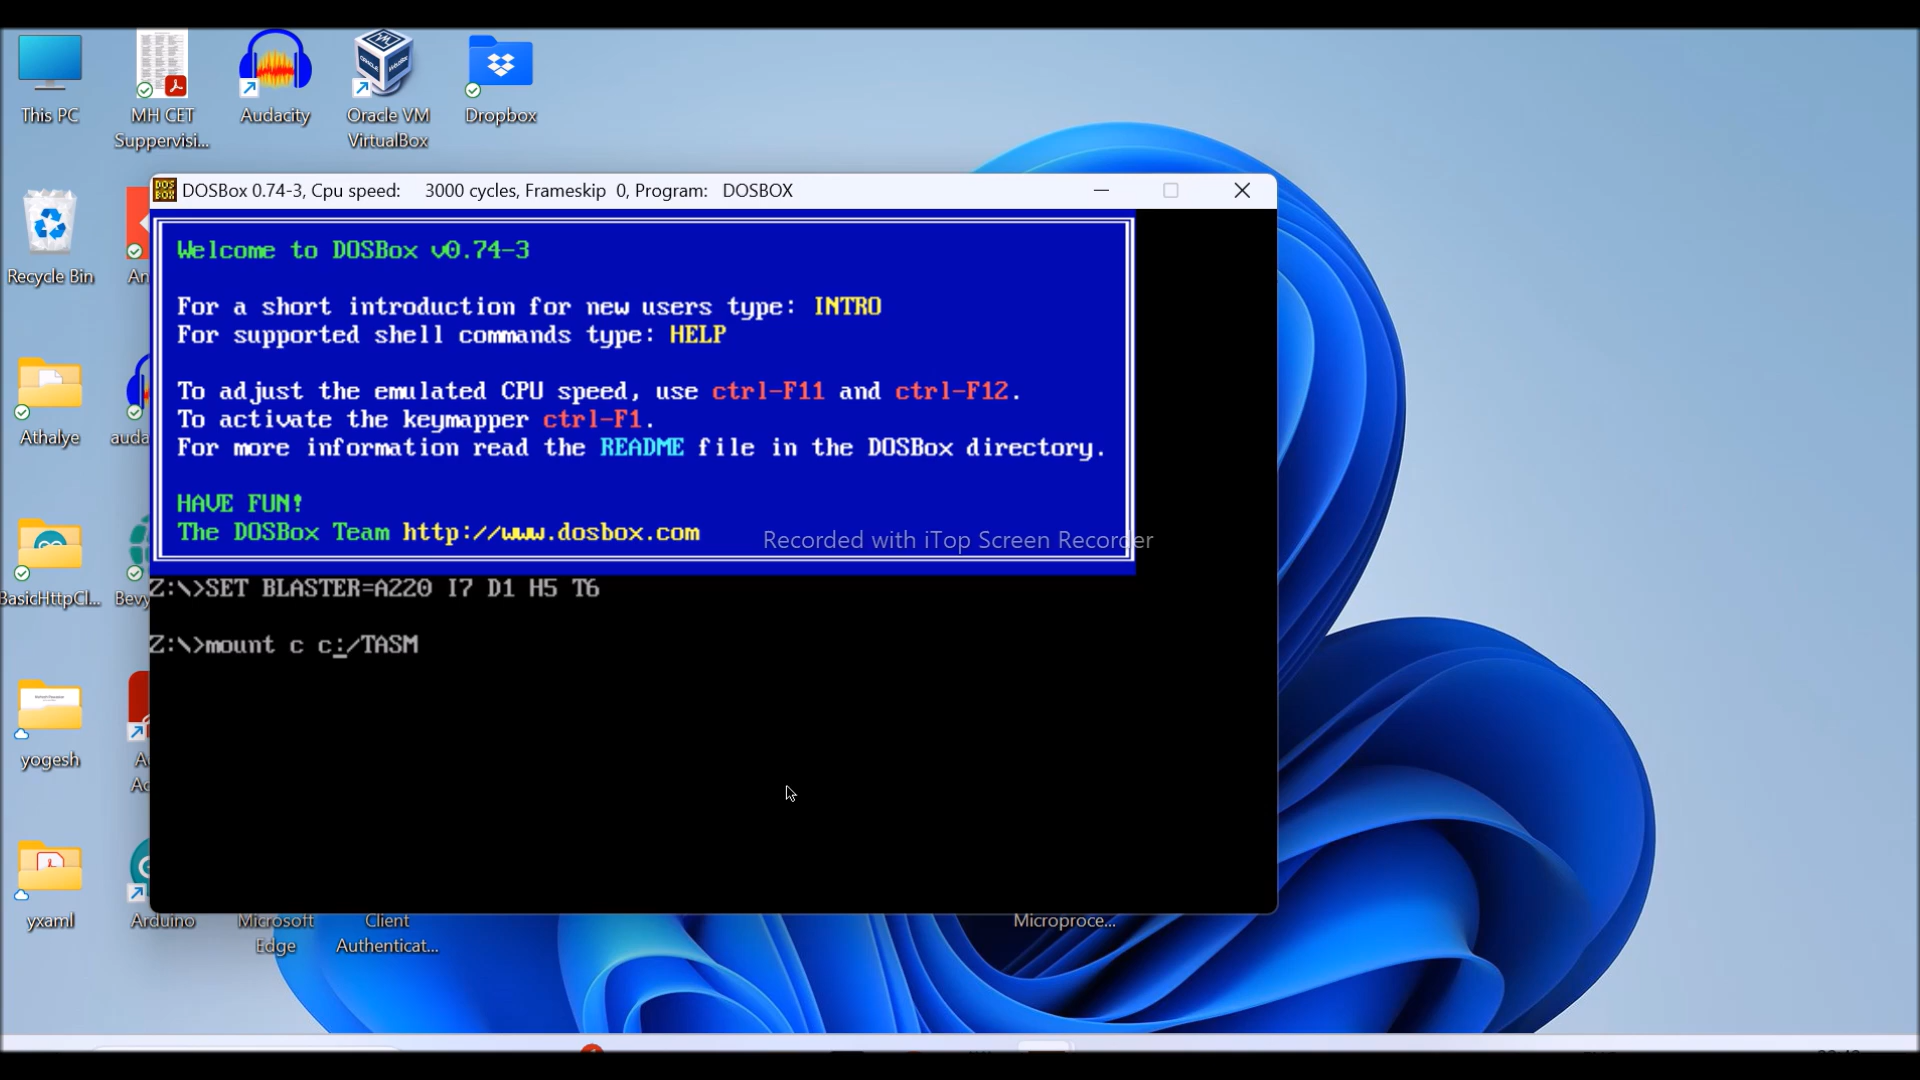 This PC
MH CET
Suppervisi...
Audacity
Oracle VM
VirtualBox
Dropbox
Recycle Bin
An
Athalye
auda
BasicHttpCl...
Bevy
yogesh
A
Ac
yxaml
Arduino
Microsoft
Edge
Client
Authenticat...
Microproce...
DOSBox 0.74-3, Cpu speed: 3000 cycles, Frameskip 0, Program: DOSBOX
Welcome to DOSBox v0.74-3
For a short introduction for new users type: INTRO
For supported shell commands type: HELP
To adjust the emulated CPU speed, use ctrl-F11 and ctrl-F12.
To activate the keymapper ctrl-F1.
For more information read the README file in the DOSBox directory.
HAVE FUN!
The DOSBox Team http://www.dosbox.com
Recorded with iTop Screen Recorder
Z:\>SET BLASTER=A220 I7 D1 H5 T6
Z:\>mount c c:/TASM